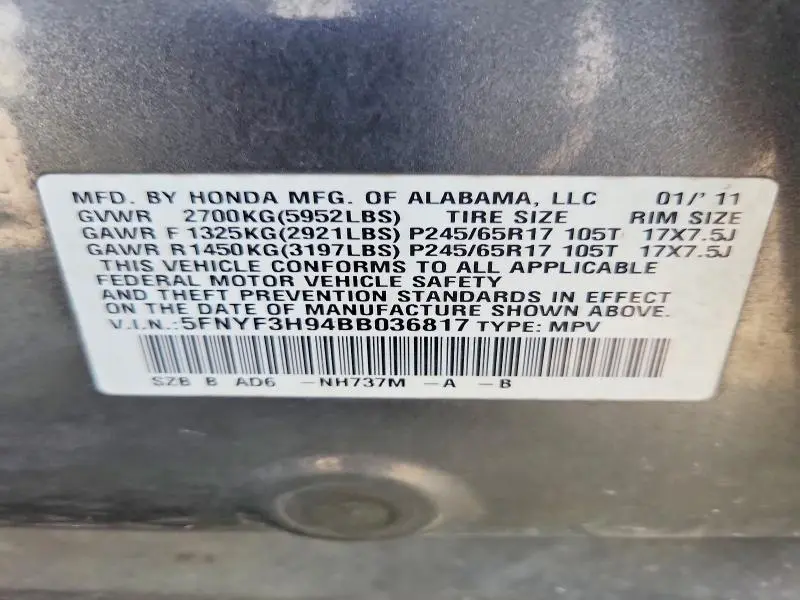 MFD. BY HONDA MFG. OF ALABAMA, LLC 01/' 11
GVWR 2700KG(5952LBS) TIRE SIZE RIM SIZE
GAWR F 1325KG(2921LBS) P245/65R17 105T 17X7.5J
GAWR R1450KG(3197LBS) P245/65R17 105T 17X7.5J
THIS VEHICLE CONFORMS TO ALL APPLICABLE
FEDERAL MOTOR VEHICLE SAFETY
AND THEFT PREVENTION STANDARDS IN EFFECT
ON THE DATE OF MANUFACTURE SHOWN ABOVE.
V.I.N.:5FNYF3H94BB036817 TYPE: MPV
SZB B AD6 -NH737M -A -B